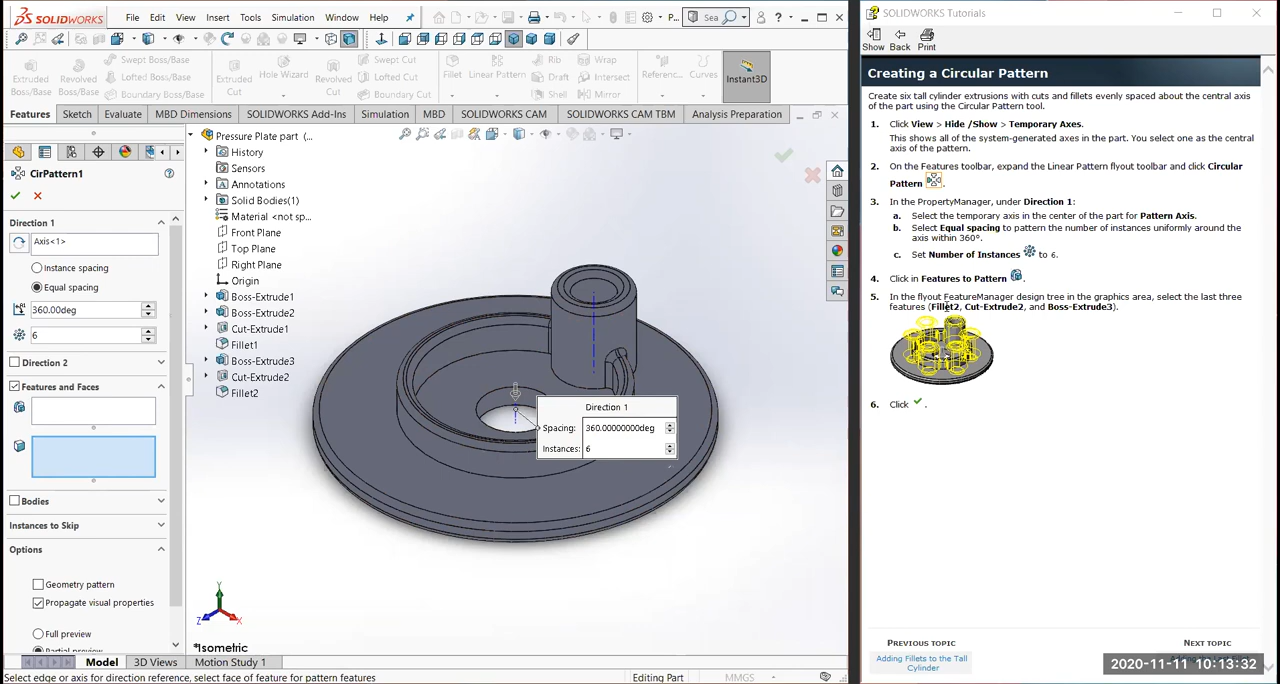 SOLIDWORKS File Edit View Insert Tools Simulation Window Help P... Sea ?
Extruded Boss/Base
Revolved Boss/Base
Swept Boss/Base
Lofted Boss/Base
Boundary Boss/Base
Extruded Cut
Hole Wizard
Revolved Cut
Swept Cut
Lofted Cut
Boundary Cut
Fillet
Linear Pattern
Rib
Draft
Shell
Wrap
Intersect
Mirror
Referenc...
Curves
Instant3D
Features Sketch Evaluate MBD Dimensions SOLIDWORKS Add-Ins Simulation MBD SOLIDWORKS CAM SOLIDWORKS CAM TBM Analysis Preparation
CirPattern1
Direction 1
Axis<1>
Instance spacing
Equal spacing
360.00deg
6
Direction 2
Features and Faces
Bodies
Instances to Skip
Options
Geometry pattern
Propagate visual properties
Full preview
Partial preview
Pressure Plate part (...
History
Sensors
Annotations
Solid Bodies(1)
Material <not sp...
Front Plane
Top Plane
Right Plane
Origin
Boss-Extrude1
Boss-Extrude2
Cut-Extrude1
Fillet1
Boss-Extrude3
Cut-Extrude2
Fillet2
Direction 1
Spacing: 360.00000000deg
Instances: 6
Y
Z
X
*Isometric
Model 3D Views Motion Study 1
Select edge or axis for direction reference, select face of feature for pattern features Editing Part MMGS
SOLIDWORKS Tutorials
Show Back Print
Creating a Circular Pattern
Create six tall cylinder extrusions with cuts and fillets evenly spaced about the central axis
of the part using the Circular Pattern tool.
1. Click View > Hide /Show > Temporary Axes.
This shows all of the system-generated axes in the part. You select one as the central
axis of the pattern.
2. On the Features toolbar, expand the Linear Pattern flyout toolbar and click Circular
Pattern .
3. In the PropertyManager, under Direction 1:
a. Select the temporary axis in the center of the part for Pattern Axis.
b. Select Equal spacing to pattern the number of instances uniformly around the
axis within 360°.
c. Set Number of Instances to 6.
4. Click in Features to Pattern .
5. In the flyout FeatureManager design tree in the graphics area, select the last three
features (Fillet2, Cut-Extrude2, and Boss-Extrude3).
6. Click .
PREVIOUS TOPIC
Adding Fillets to the Tall
Cylinder
NEXT TOPIC
2020-11-11 10:13:32